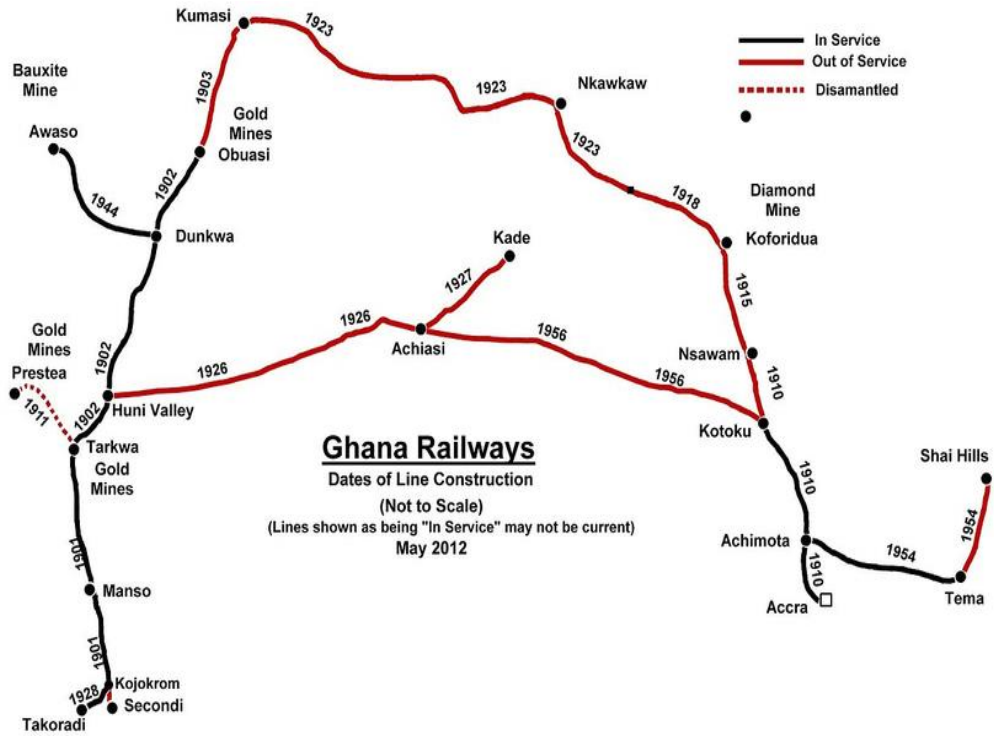 Kumasi
1923
In Service
Out of Service
Disamantled
Bauxite
Mine
Awaso
1903
Gold
Mines
Obuasi
1923
Nkawkaw
1923
1902
1944
Dunkwa
1918
Diamond
Mine
Koforidua
Kade
1927
1915
Gold
Mines
Prestea
1911
1902
1926
1926
Achiasi
1956
1956
Nsawam
1910
Huni Valley
1902
Tarkwa
Gold
Mines
Kotoku
Ghana Railways
Dates of Line Construction
(Not to Scale)
(Lines shown as being "In Service" may not be current)
May 2012
Shai Hills
1910
1954
Achimota
1954
1910
Accra
Tema
1901
Manso
1901
Kojokrom
1928
Secondi
Takoradi